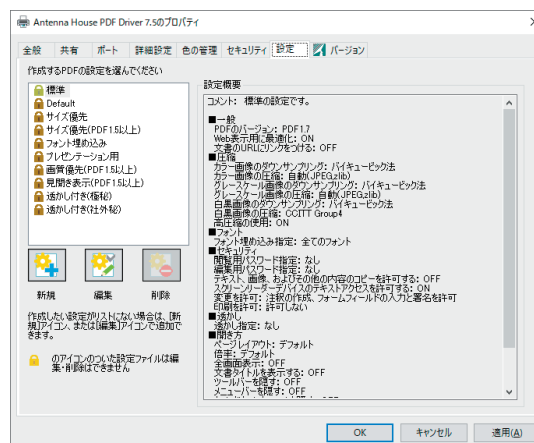 Antenna House PDF Driver 7.5のプロパティ
全般 共有 ポート 詳細設定 色の管理 セキュリティ 設定 バージョン
作成するPDFの設定を選んでください
標準
Default
サイズ優先
サイズ優先(PDF1.5以上)
フォント埋め込み
プレゼンテーション用
画質優先(PDF1.5以上)
見開き表示(PDF1.5以上)
透かし付き(極秘)
透かし付き(社外秘)
新規 編集 削除
作成したい設定がリストにない場合は、[新
規]アイコン、または[編集]アイコンで追加で
きます。
のアイコンのついた設定ファイルは編
集・削除はできません
設定概要
コメント: 標準の設定です。
■一般
PDFのバージョン: PDF1.7
Web表示用に最適化: ON
文書のURLにリンクをつける: OFF
■圧縮
カラー画像のダウンサンプリング: バイキュービック法
カラー画像の圧縮: 自動(JPEG,zlib)
グレースケール画像のダウンサンプリング: バイキュービック法
グレースケール画像の圧縮: 自動(JPEG,zlib)
白黒画像のダウンサンプリング: バイキュービック法
白黒画像の圧縮: CCITT Group4
高圧縮の使用: ON
■フォント
フォント埋め込み指定: 全てのフォント
■セキュリティ
閲覧用パスワード指定: なし
編集用パスワード指定: なし
テキスト、画像、およびその他の内容のコピーを許可する: OFF
スクリーンリーダーデバイスのテキストアクセスを許可する: ON
変更を許可: 注釈の作成、フォームフィールドの入力と署名を許可
印刷を許可: 許可しない
■透かし
透かし指定: なし
■開き方
ページレイアウト: デフォルト
倍率: デフォルト
全画面表示: OFF
文書タイトルを表示する: OFF
ツールバーを隠す: OFF
メニューバーを隠す: OFF
OK キャンセル 適用(A)